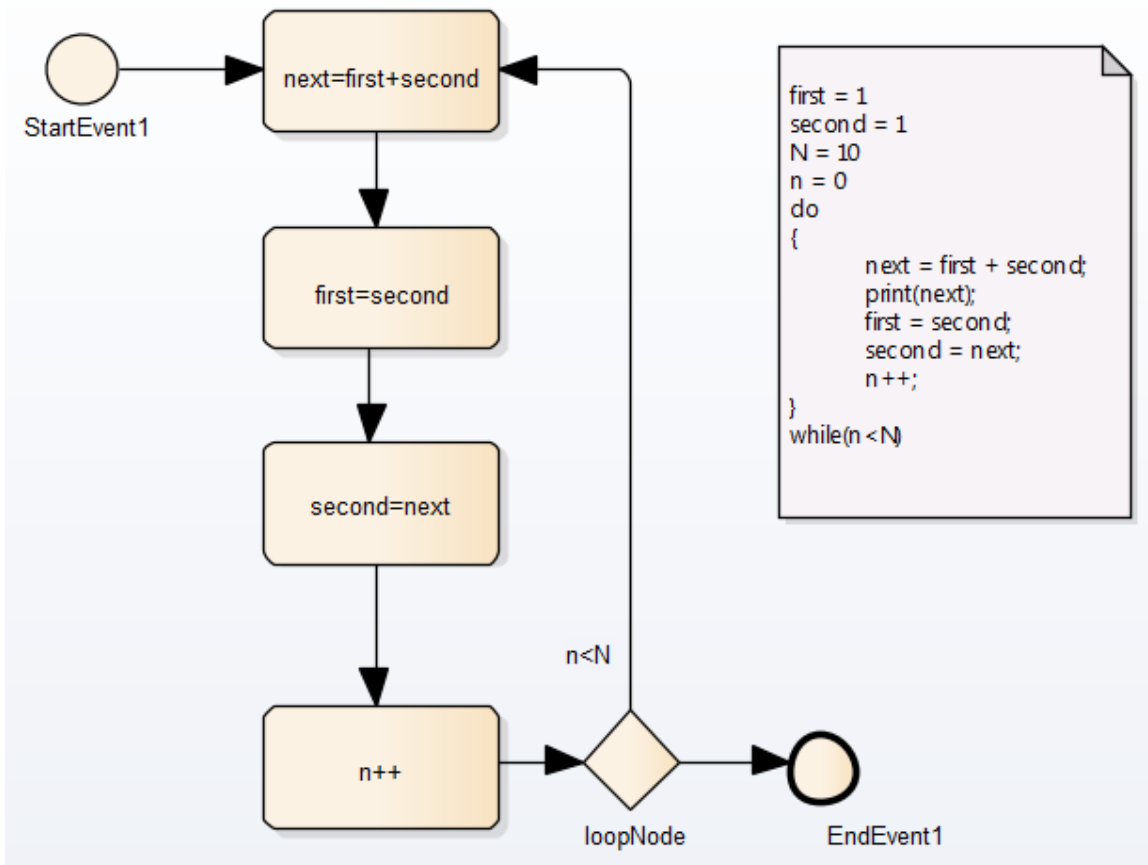 StartEvent1
next=first+second
first=second
second=next
n++
n<N
loopNode
EndEvent1
first = 1
second = 1
N = 10
n = 0
do
{
next = first + second;
print(next);
first = second;
second = next;
n++;
}
while(n<N)